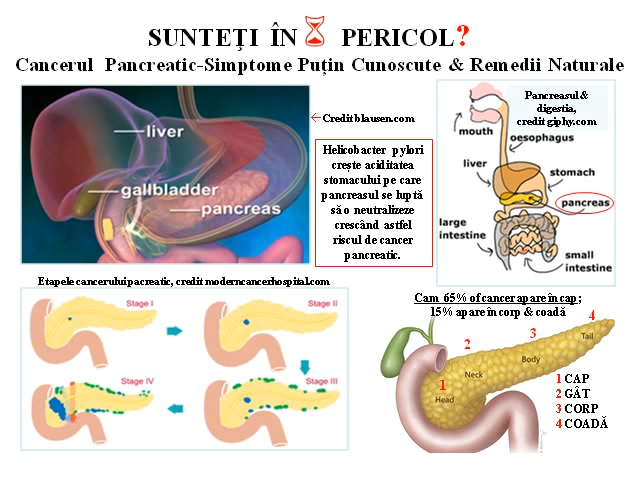 SUNTEŢI ÎN PERICOL?
Cancerul Pancreatic-Simptome Puțin Cunoscute & Remedii Naturale
liver
gallbladder
pancreas
← Credit blausen.com
Helicobacter pylori
crește aciditatea
stomacului pe care
pancreasul se luptă
să o neutralizeze
crescând astfel
riscul de cancer
pancreatic.
Pancreasul &
digestia,
credit giphy.com
mouth
oesophagus
liver
stomach
pancreas
large
intestine
small
intestine
Etapele cancerului pacreatic, credit moderncancerhospital.com
Stage I
Stage II
Stage IV
Stage III
Cam 65% of cancer apare în cap;
15% apare în corp & coadă
4
3
2
1
Tail
Body
Neck
Head
1 CAP
2 GÂT
3 CORP
4 COADĂ